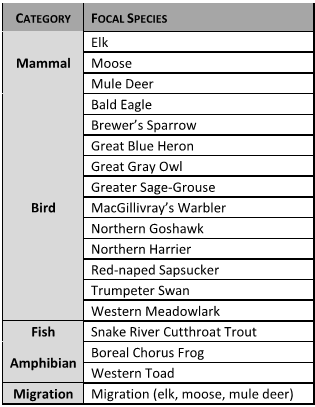 CATEGORY FOCAL SPECIES
Elk
Mammal Moose
Mule Deer
Bald Eagle
Brewer's Sparrow
Great Blue Heron
Great Gray Owl
Greater Sage-Grouse
Bird MacGillivray's Warbler
Northern Goshawk
Northern Harrier
Red-naped Sapsucker
Trumpeter Swan
Western Meadowlark
Fish Snake River Cutthroat Trout
Amphibian Boreal Chorus Frog
Western Toad
Migration Migration (elk, moose, mule deer)